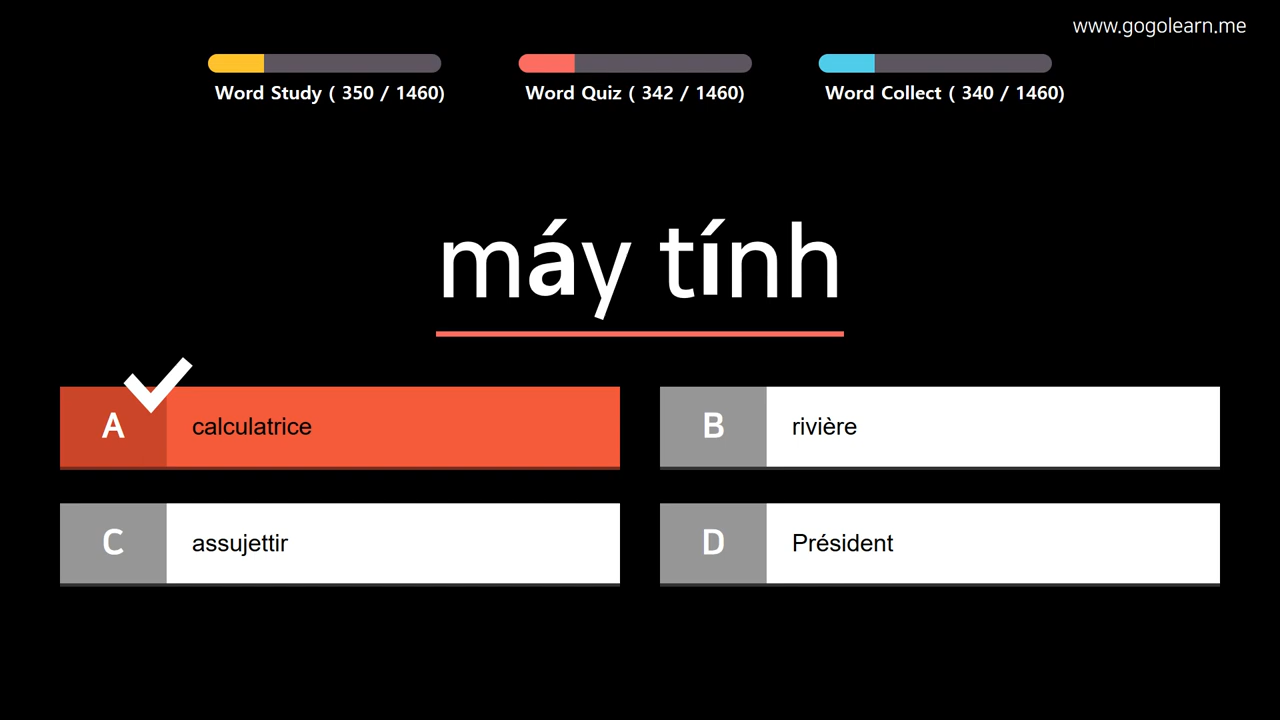 www.gogolearn.me
Word Study ( 350 / 1460)
Word Quiz ( 342 / 1460)
Word Collect ( 340 / 1460)
máy tính
A calculatrice
B rivière
C assujettir
D Président